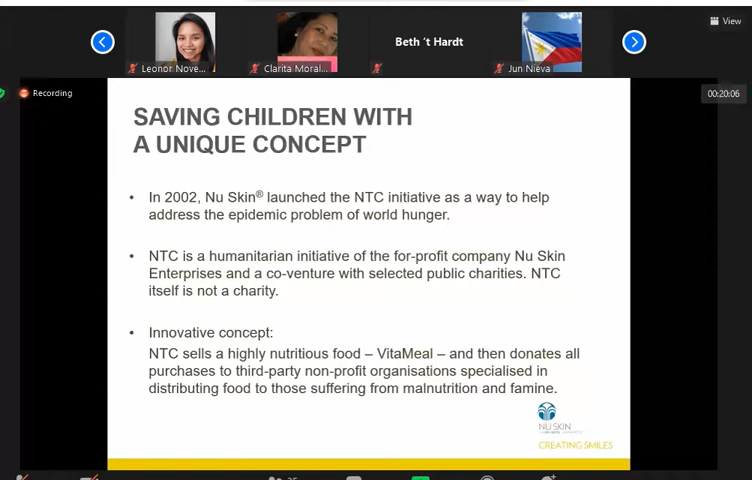 View
Beth 't Hardt
Leonor Nove...
Clarita Moral...
Jun Nieva
Recording
00:20:06
SAVING CHILDREN WITH
A UNIQUE CONCEPT
• In 2002, Nu Skin® launched the NTC initiative as a way to help
address the epidemic problem of world hunger.
• NTC is a humanitarian initiative of the for-profit company Nu Skin
Enterprises and a co-venture with selected public charities. NTC
itself is not a charity.
• Innovative concept:
NTC sells a highly nutritious food – VitaMeal – and then donates all
purchases to third-party non-profit organisations specialised in
distributing food to those suffering from malnutrition and famine.
NU SKIN
CREATING SMILES